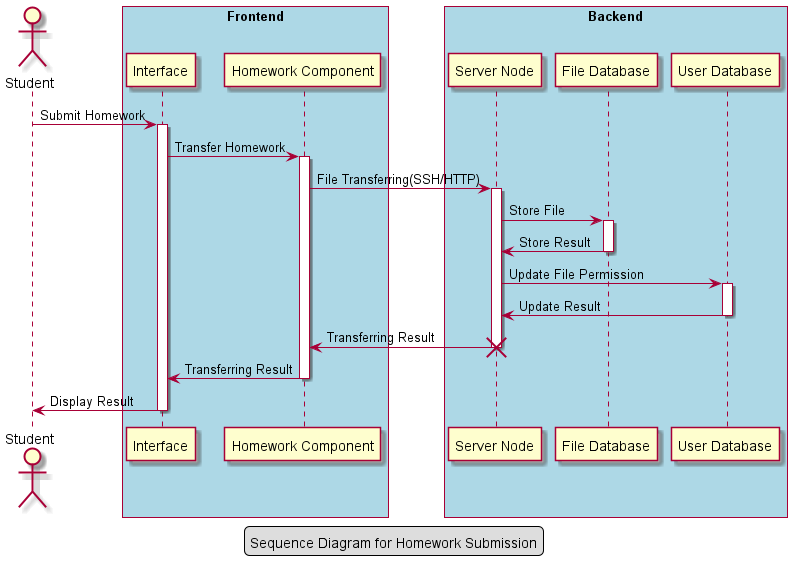 Frontend
Backend
Student
Interface
Homework Component
Server Node
File Database
User Database
Submit Homework
Transfer Homework
File Transferring(SSH/HTTP)
Store File
Store Result
Update File Permission
Update Result
Transferring Result
Transferring Result
Display Result
Student
Interface
Homework Component
Server Node
File Database
User Database
Sequence Diagram for Homework Submission